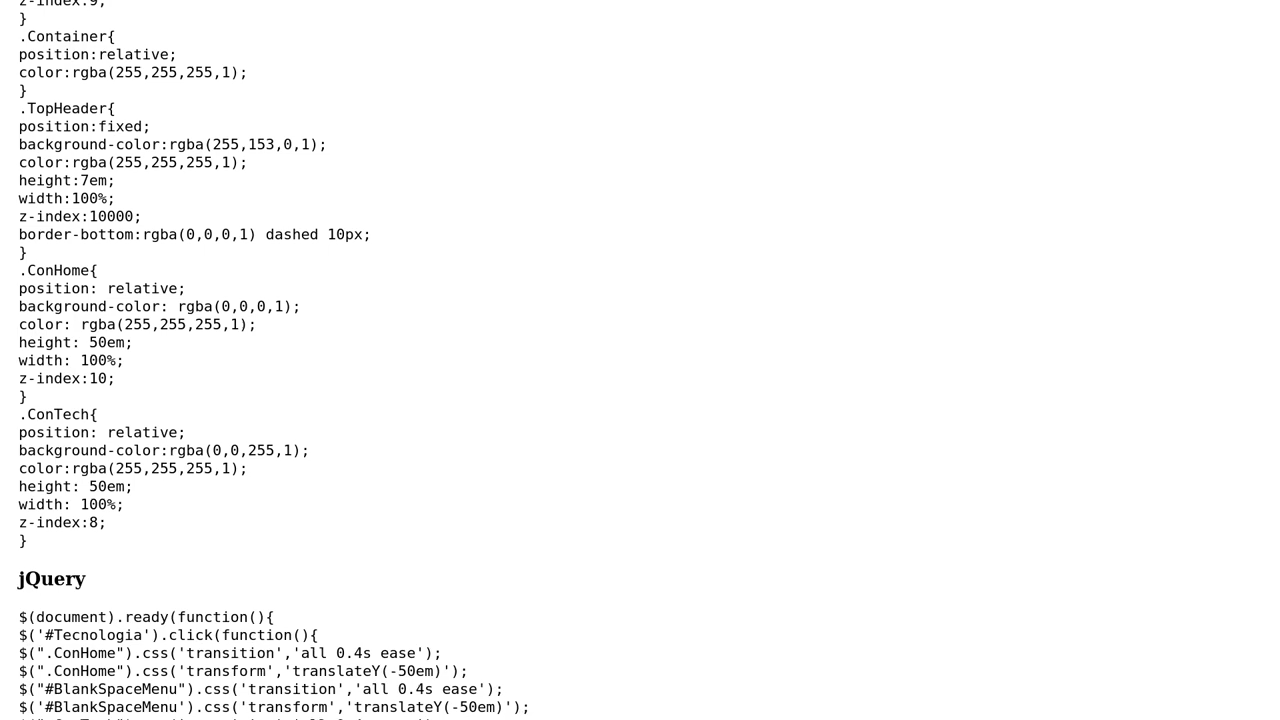 z-index:9;
}
.Container{
position:relative;
color:rgba(255,255,255,1);
}
.TopHeader{
position:fixed;
background-color:rgba(255,153,0,1);
color:rgba(255,255,255,1);
height:7em;
width:100%;
z-index:10000;
border-bottom:rgba(0,0,0,1) dashed 10px;
}
.ConHome{
position: relative;
background-color: rgba(0,0,0,1);
color: rgba(255,255,255,1);
height: 50em;
width: 100%;
z-index:10;
}
.ConTech{
position: relative;
background-color:rgba(0,0,255,1);
color:rgba(255,255,255,1);
height: 50em;
width: 100%;
z-index:8;
}
jQuery
$(document).ready(function(){
$('#Tecnologia').click(function(){
$(".ConHome").css('transition','all 0.4s ease');
$(".ConHome").css('transform','translateY(-50em)');
$("#BlankSpaceMenu").css('transition','all 0.4s ease');
$('#BlankSpaceMenu').css('transform','translateY(-50em)');